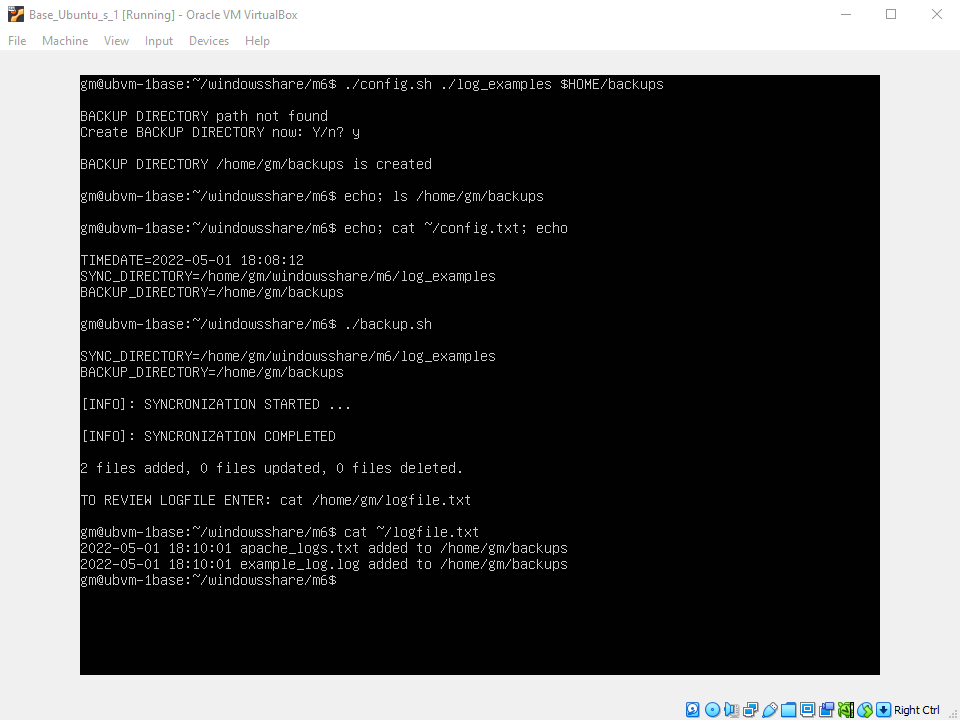 Base_Ubuntu_s_1 [Running] - Oracle VM VirtualBox
File Machine View Input Devices Help
gm@ubvm-1base:~/windowsshare/m6$ ./config.sh ./log_examples $HOME/backups
BACKUP DIRECTORY path not found
Create BACKUP DIRECTORY now: Y/n? y
BACKUP DIRECTORY /home/gm/backups is created
gm@ubvm-1base:~/windowsshare/m6$ echo; ls /home/gm/backups
gm@ubvm-1base:~/windowsshare/m6$ echo; cat ~/config.txt; echo
TIMEDATE=2022-05-01 18:08:12
SYNC_DIRECTORY=/home/gm/windowsshare/m6/log_examples
BACKUP_DIRECTORY=/home/gm/backups
gm@ubvm-1base:~/windowsshare/m6$ ./backup.sh
SYNC_DIRECTORY=/home/gm/windowsshare/m6/log_examples
BACKUP_DIRECTORY=/home/gm/backups
[INFO]: SYNCRONIZATION STARTED ...
[INFO]: SYNCRONIZATION COMPLETED
2 files added, 0 files updated, 0 files deleted.
TO REVIEW LOGFILE ENTER: cat /home/gm/logfile.txt
gm@ubvm-1base:~/windowsshare/m6$ cat ~/logfile.txt
2022-05-01 18:10:01 apache_logs.txt added to /home/gm/backups
2022-05-01 18:10:01 example_log.log added to /home/gm/backups
gm@ubvm-1base:~/windowsshare/m6$
Right Ctrl